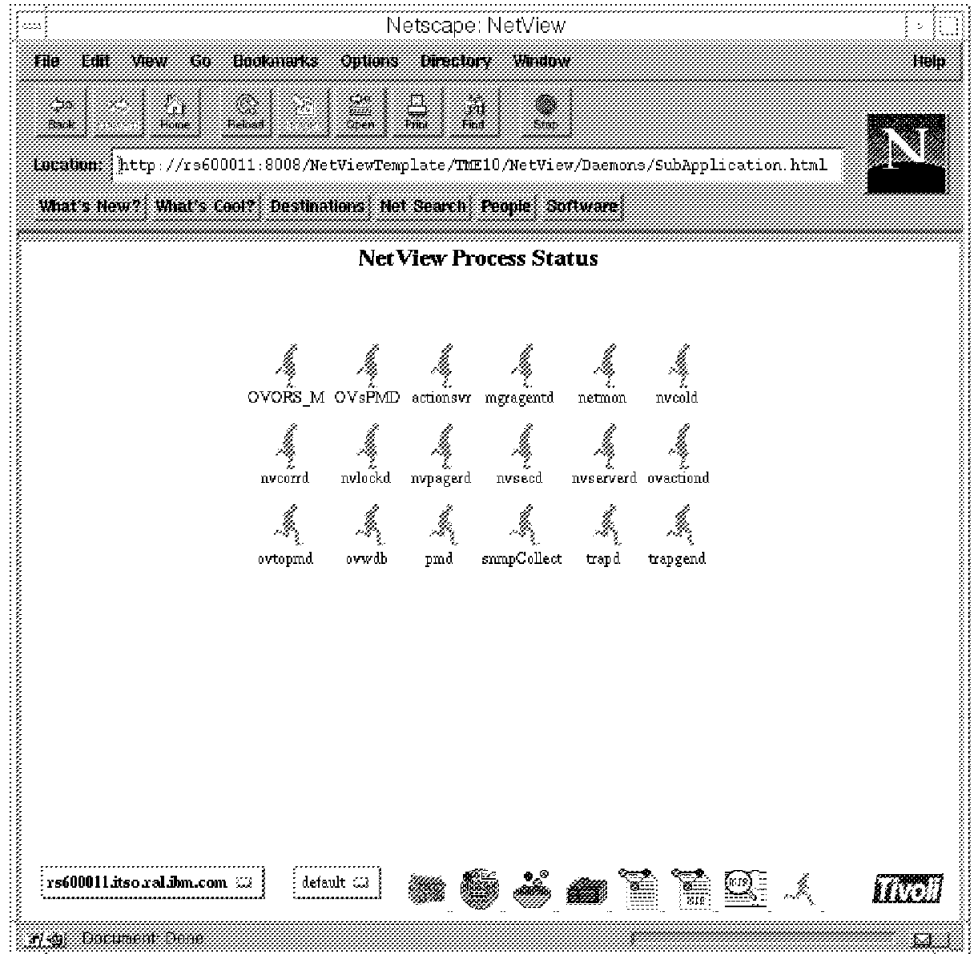 Netscape: NetView
File Edit View Go Bookmarks Options Directory Window Help
Back Home Reload Open Print Find Stop
Location: http://rs600011:8008/NetViewTemplate/TME10/NetView/Daemons/SubApplication.html
N
What's New? What's Cool? Destinations Net Search People Software
NetView Process Status
OVORS_M OVsPMD actionsvr mgragentd netmon nvcold
nvcorrd nvlockd nvpagerd nvsecd nvserverd ovactiond
ovtopmd ovwdb pmd snmpCollect trapd trapgend
rs600011.itso.ral.ibm.com default Tivoli
Document: Done